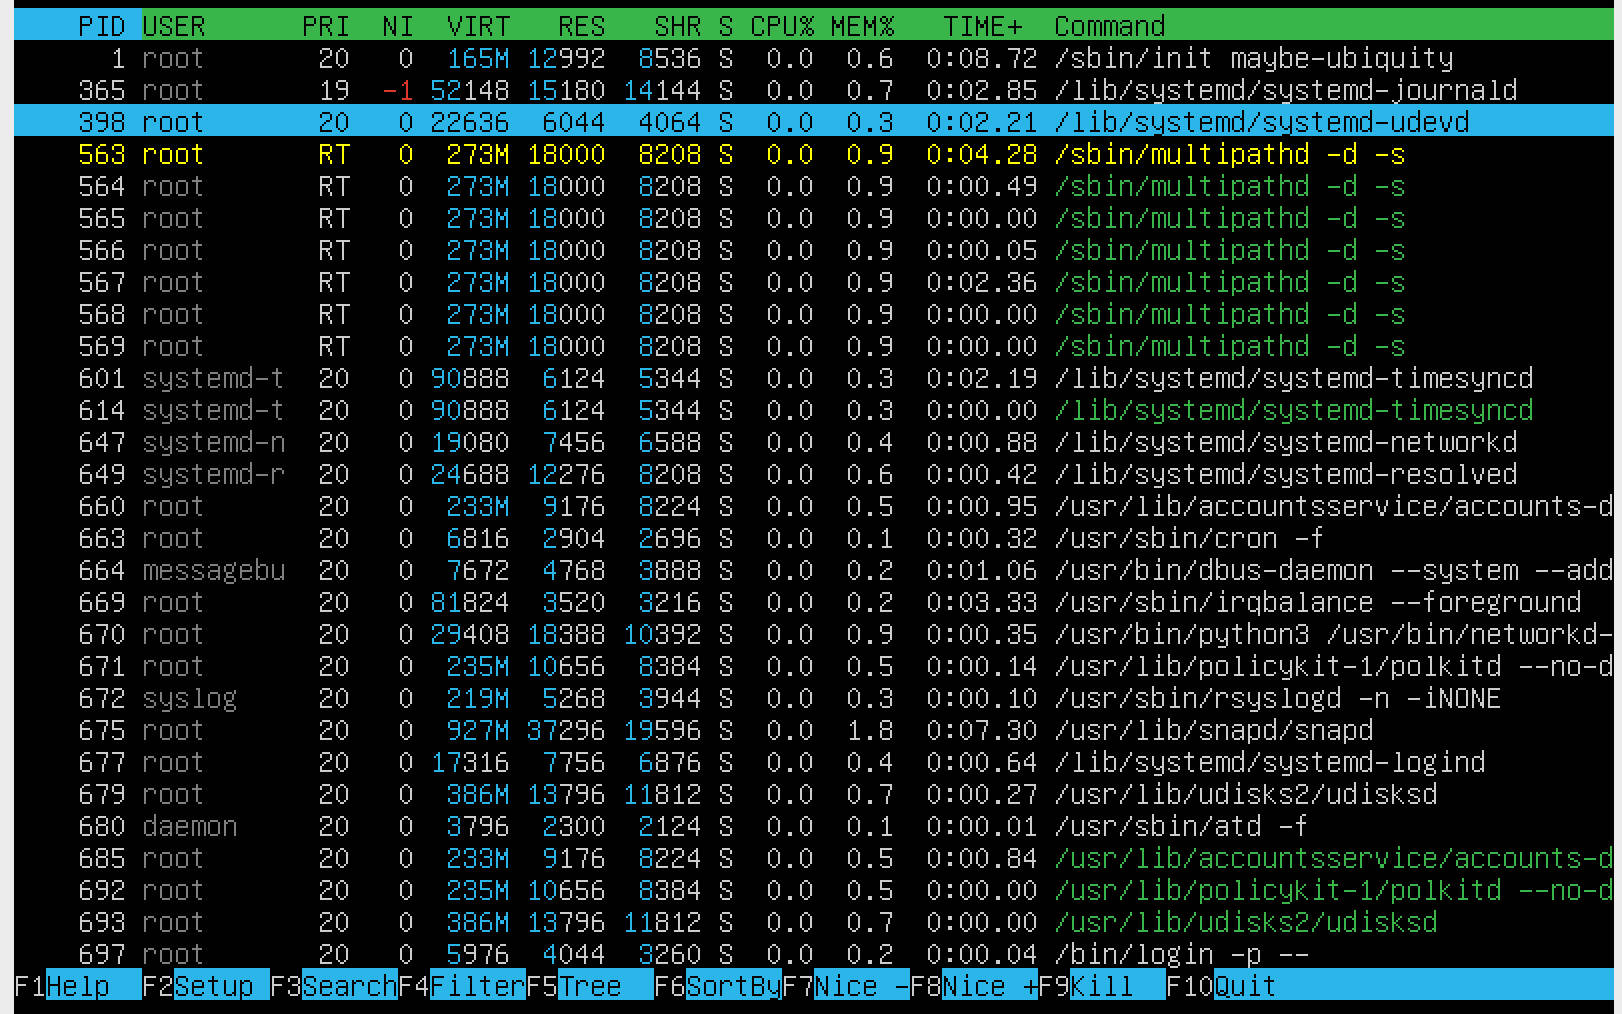 PID USER PRI NI VIRT RES SHR S CPU% MEM% TIME+ Command
1 root 20 0 165M 12992 8536 S 0.0 0.6 0:08.72 /sbin/init maybe-ubiquity
365 root 19 -1 52148 15180 14144 S 0.0 0.7 0:02.85 /lib/systemd/systemd-journald
398 root 20 0 22636 6044 4064 S 0.0 0.3 0:02.21 /lib/systemd/systemd-udevd
563 root RT 0 273M 18000 8208 S 0.0 0.9 0:04.28 /sbin/multipathd -d -s
564 root RT 0 273M 18000 8208 S 0.0 0.9 0:00.49 /sbin/multipathd -d -s
565 root RT 0 273M 18000 8208 S 0.0 0.9 0:00.00 /sbin/multipathd -d -s
566 root RT 0 273M 18000 8208 S 0.0 0.9 0:00.05 /sbin/multipathd -d -s
567 root RT 0 273M 18000 8208 S 0.0 0.9 0:02.36 /sbin/multipathd -d -s
568 root RT 0 273M 18000 8208 S 0.0 0.9 0:00.00 /sbin/multipathd -d -s
569 root RT 0 273M 18000 8208 S 0.0 0.9 0:00.00 /sbin/multipathd -d -s
601 systemd-t 20 0 90888 6124 5344 S 0.0 0.3 0:02.19 /lib/systemd/systemd-timesyncd
614 systemd-t 20 0 90888 6124 5344 S 0.0 0.3 0:00.00 /lib/systemd/systemd-timesyncd
647 systemd-n 20 0 19080 7456 6588 S 0.0 0.4 0:00.88 /lib/systemd/systemd-networkd
649 systemd-r 20 0 24688 12276 8208 S 0.0 0.6 0:00.42 /lib/systemd/systemd-resolved
660 root 20 0 233M 9176 8224 S 0.0 0.5 0:00.95 /usr/lib/accountsservice/accounts-d
663 root 20 0 6816 2904 2696 S 0.0 0.1 0:00.32 /usr/sbin/cron -f
664 messagebu 20 0 7672 4768 3888 S 0.0 0.2 0:01.06 /usr/bin/dbus-daemon --system --add
669 root 20 0 81824 3520 3216 S 0.0 0.2 0:03.33 /usr/sbin/irqbalance --foreground
670 root 20 0 29408 18388 10392 S 0.0 0.9 0:00.35 /usr/bin/python3 /usr/bin/networkd-
671 root 20 0 235M 10656 8384 S 0.0 0.5 0:00.14 /usr/lib/policykit-1/polkitd --no-d
672 syslog 20 0 219M 5268 3944 S 0.0 0.3 0:00.10 /usr/sbin/rsyslogd -n -iNONE
675 root 20 0 927M 37296 19596 S 0.0 1.8 0:07.30 /usr/lib/snapd/snapd
677 root 20 0 17316 7756 6876 S 0.0 0.4 0:00.64 /lib/systemd/systemd-logind
679 root 20 0 386M 13796 11812 S 0.0 0.7 0:00.27 /usr/lib/udisks2/udisksd
680 daemon 20 0 3796 2300 2124 S 0.0 0.1 0:00.01 /usr/sbin/atd -f
685 root 20 0 233M 9176 8224 S 0.0 0.5 0:00.84 /usr/lib/accountsservice/accounts-d
692 root 20 0 235M 10656 8384 S 0.0 0.5 0:00.00 /usr/lib/policykit-1/polkitd --no-d
693 root 20 0 386M 13796 11812 S 0.0 0.7 0:00.00 /usr/lib/udisks2/udisksd
697 root 20 0 5976 4044 3260 S 0.0 0.2 0:00.04 /bin/login -p --
F1Help F2Setup F3SearchF4FilterF5Tree F6SortByF7Nice -F8Nice +F9Kill F10Quit